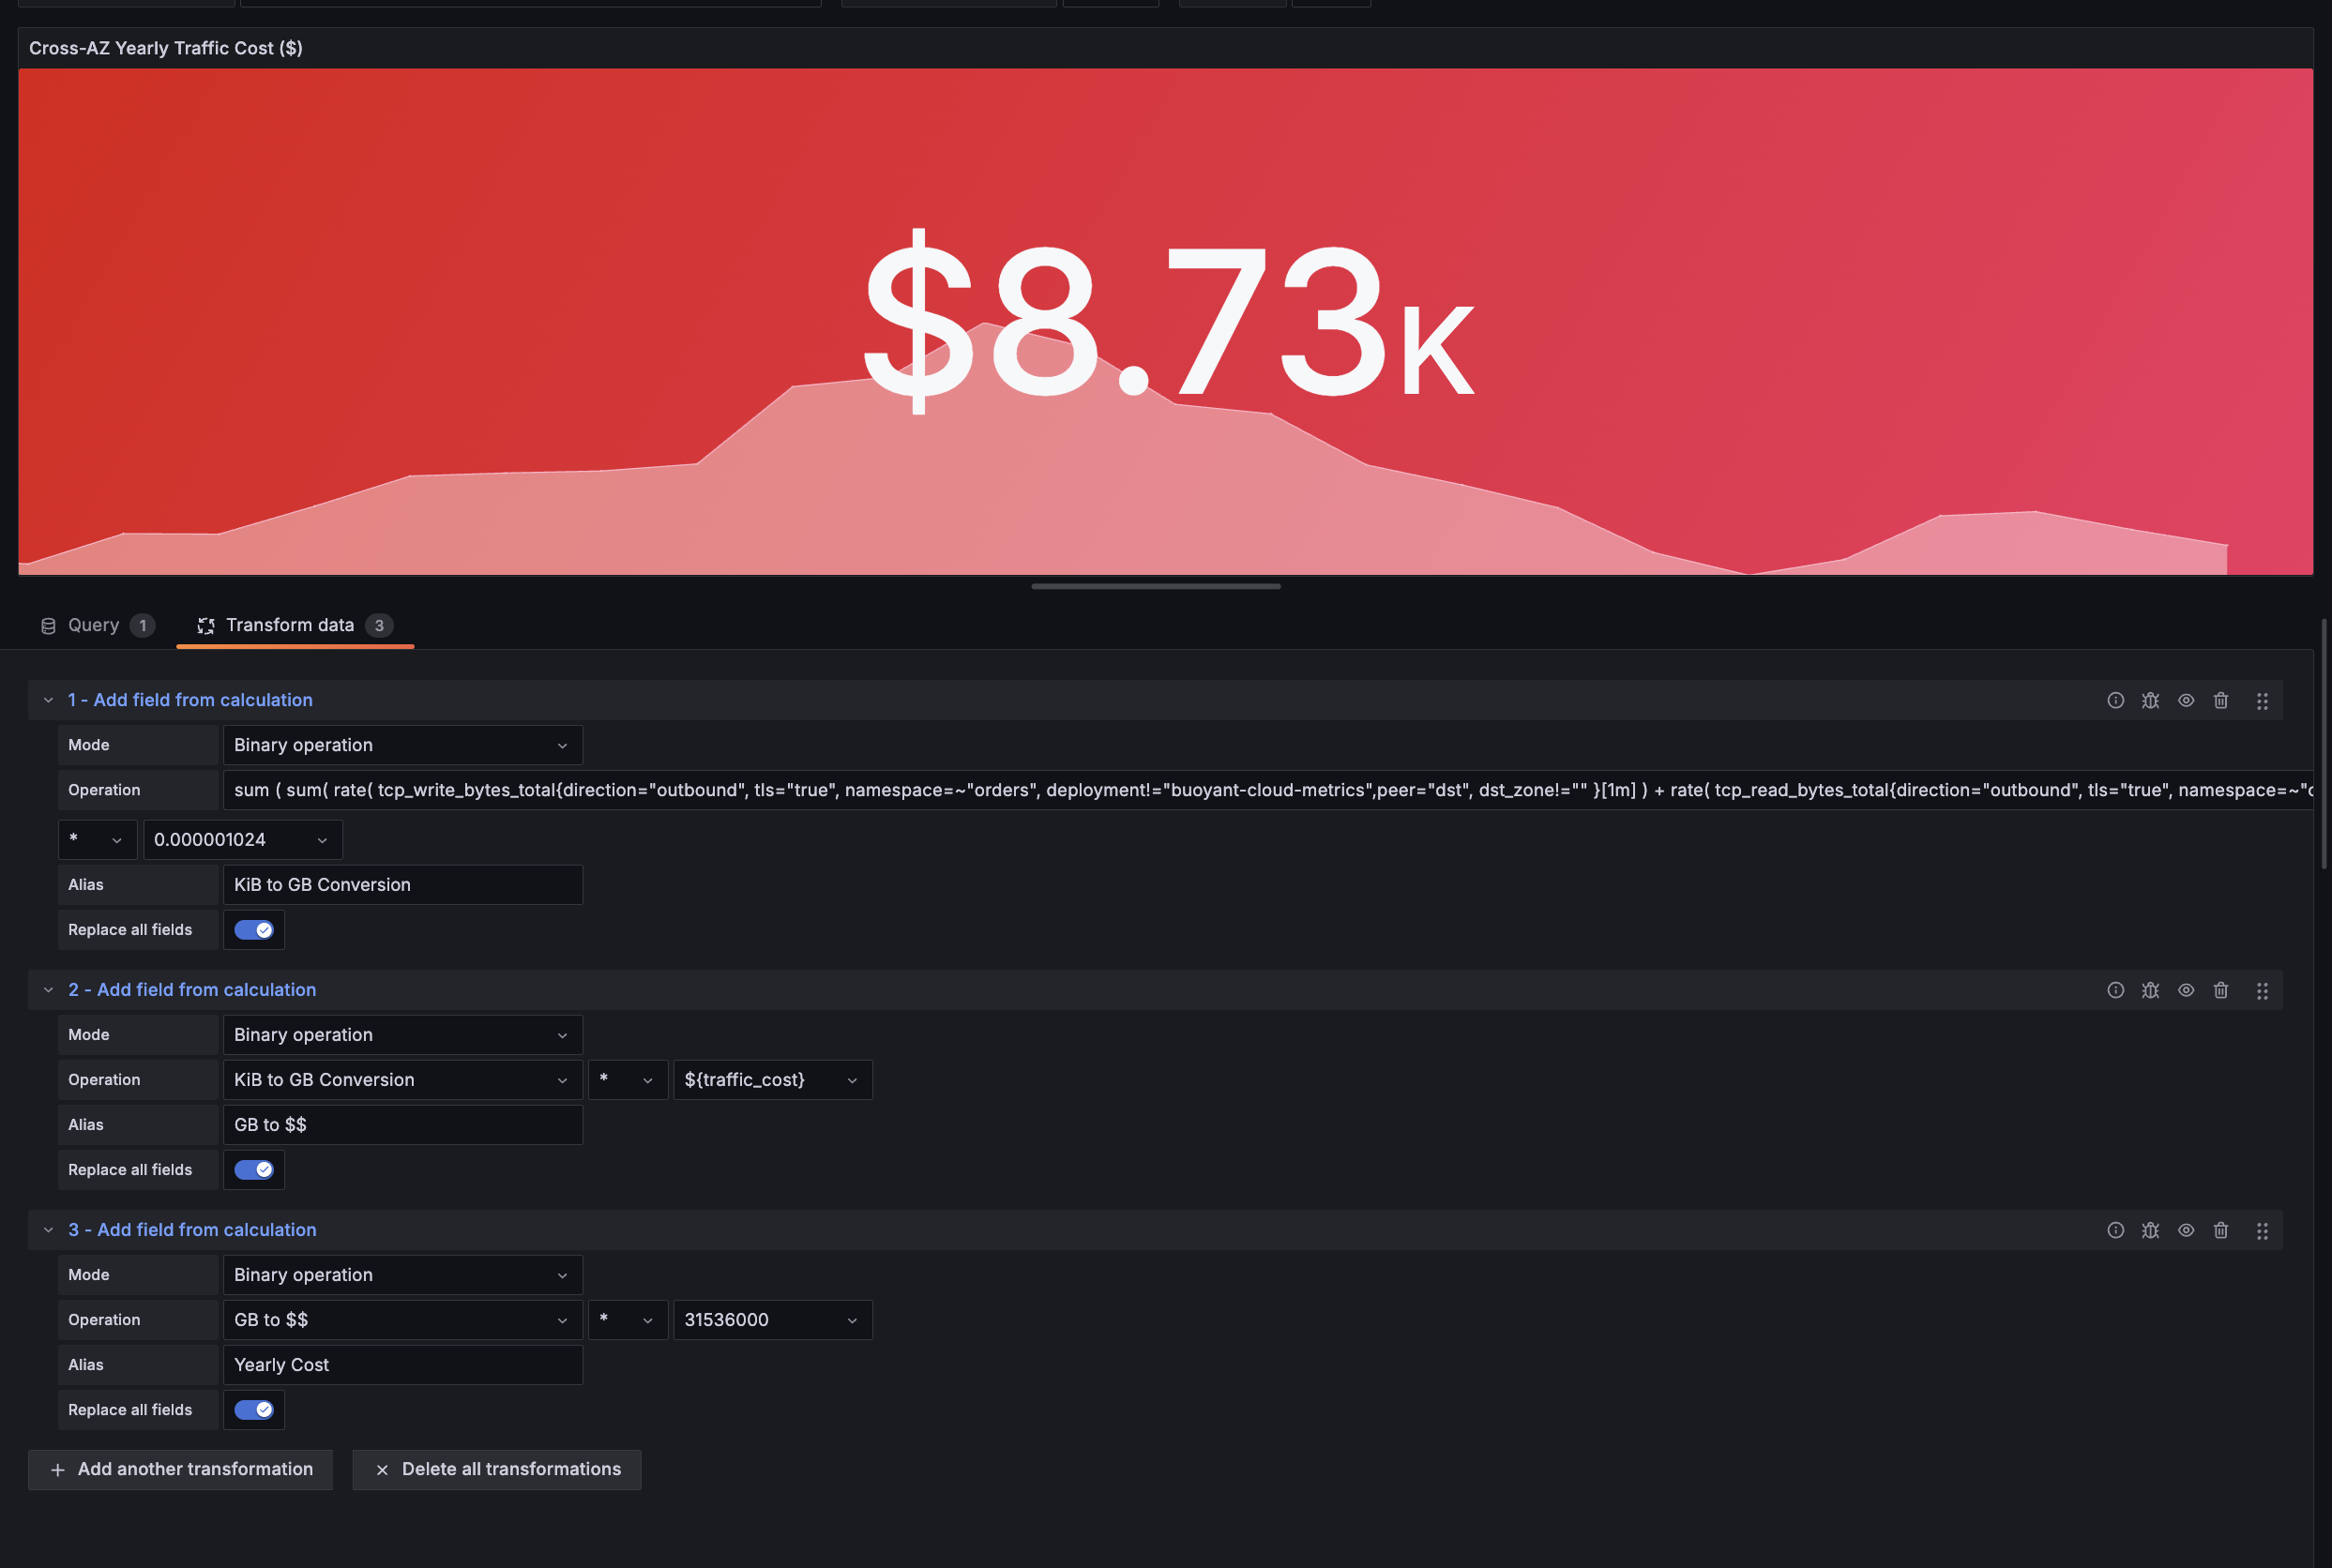 Cross-AZ Yearly Traffic Cost ($)
$8.73K
Query 1 Transform data 3
1 - Add field from calculation
Mode Binary operation
Operation sum ( sum( rate( tcp_write_bytes_total{direction="outbound", tls="true", namespace=~"orders", deployment!="buoyant-cloud-metrics",peer="dst", dst_zone!="" }[1m] ) + rate( tcp_read_bytes_total{direction="outbound", tls="true", namespace=~"
* 0.000001024
Alias KiB to GB Conversion
Replace all fields
2 - Add field from calculation
Mode Binary operation
Operation KiB to GB Conversion * ${traffic_cost}
Alias GB to $$
Replace all fields
3 - Add field from calculation
Mode Binary operation
Operation GB to $$ * 31536000
Alias Yearly Cost
Replace all fields
Add another transformation Delete all transformations